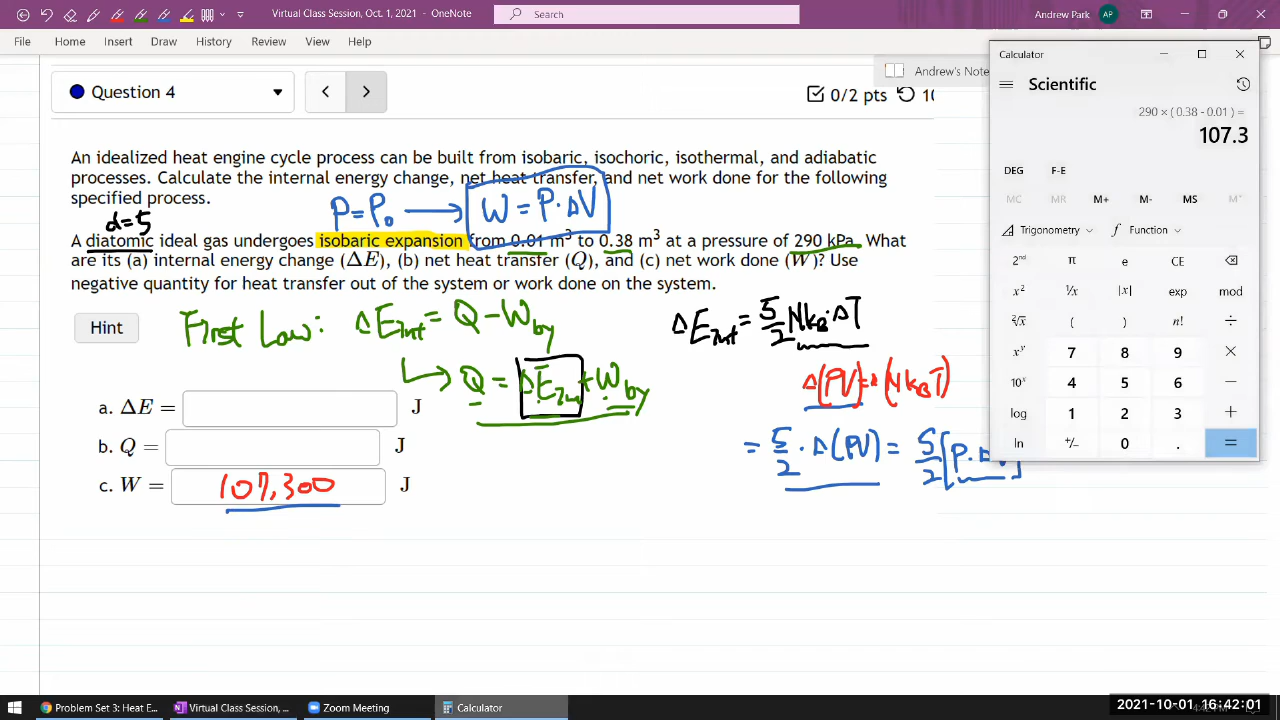 Virtual Class Session, Oct. 1, 2021 - OneNote
Search
Andrew Park
AP
File Home Insert Draw History Review View Help
Question 4
0/2 pts
Andrew's Note
An idealized heat engine cycle process can be built from isobaric, isochoric, isothermal, and adiabatic
processes. Calculate the internal energy change, net heat transfer, and net work done for the following
specified process.
P=P₀ → W = P·ΔV
d=5
A diatomic ideal gas undergoes isobaric expansion from 0.01 m³ to 0.38 m³ at a pressure of 290 kPa. What
are its (a) internal energy change (ΔE), (b) net heat transfer (Q), and (c) net work done (W)? Use
negative quantity for heat transfer out of the system or work done on the system.
Hint
First Law: ΔE_int = Q - W_by
ΔE_int = 5/2 Nk_B·ΔT
Q = ΔE_int + W_by
Δ(PV)=Δ(Nk_BT)
= 5/2 · Δ(PV) = 5/2 [P·ΔV]
a. ΔE = J
b. Q = J
c. W = 107,300 J
Calculator
Scientific
290 × (0.38 - 0.01) =
107.3
DEG F-E
MC MR M+ M- MS M˅
Trigonometry Function
2ⁿᵈ π e CE
x² ¹/x |x| exp mod
²√x ( ) n! ÷
xʸ 7 8 9 ×
10ˣ 4 5 6 −
log 1 2 3 +
ln +/- 0 . =
Problem Set 3: Heat E...
Virtual Class Session...
Zoom Meeting
Calculator
2021-10-01 16:42:01